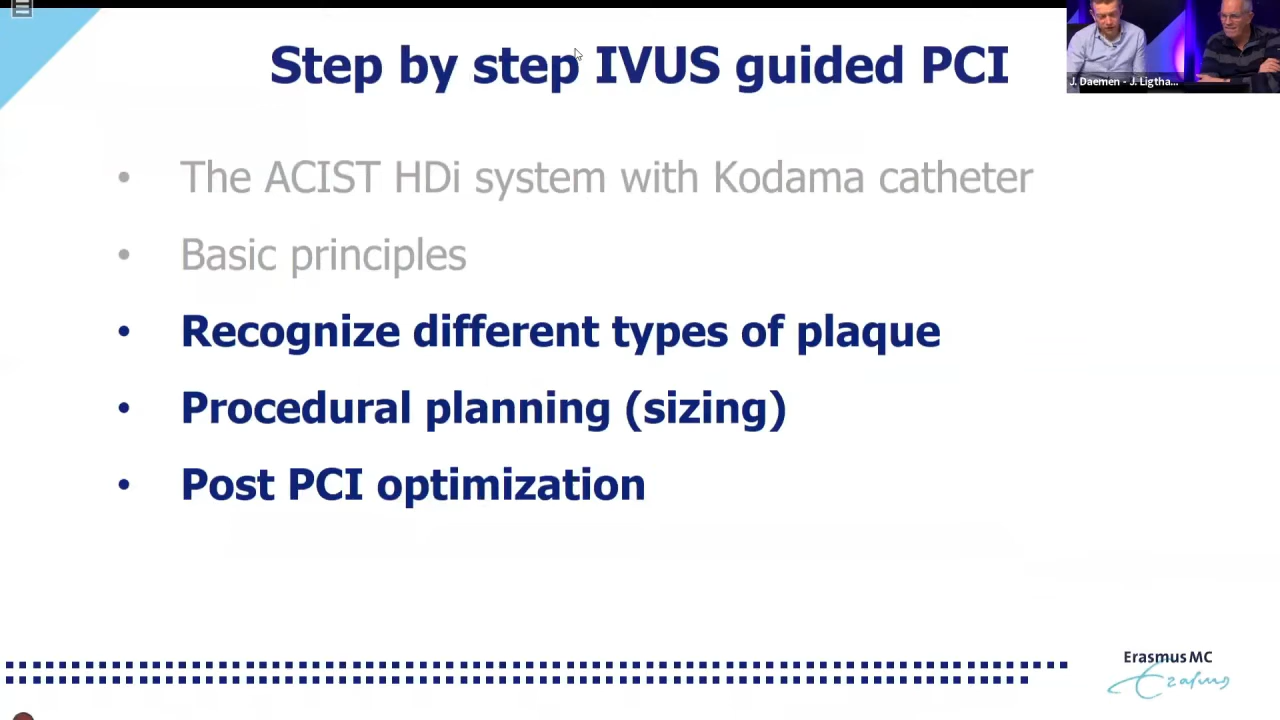 Step by step IVUS guided PCI
J. Daemen - J. Ligtha...
• The ACIST HDi system with Kodama catheter
• Basic principles
• Recognize different types of plaque
• Procedural planning (sizing)
• Post PCI optimization
Erasmus MC
Erasmus